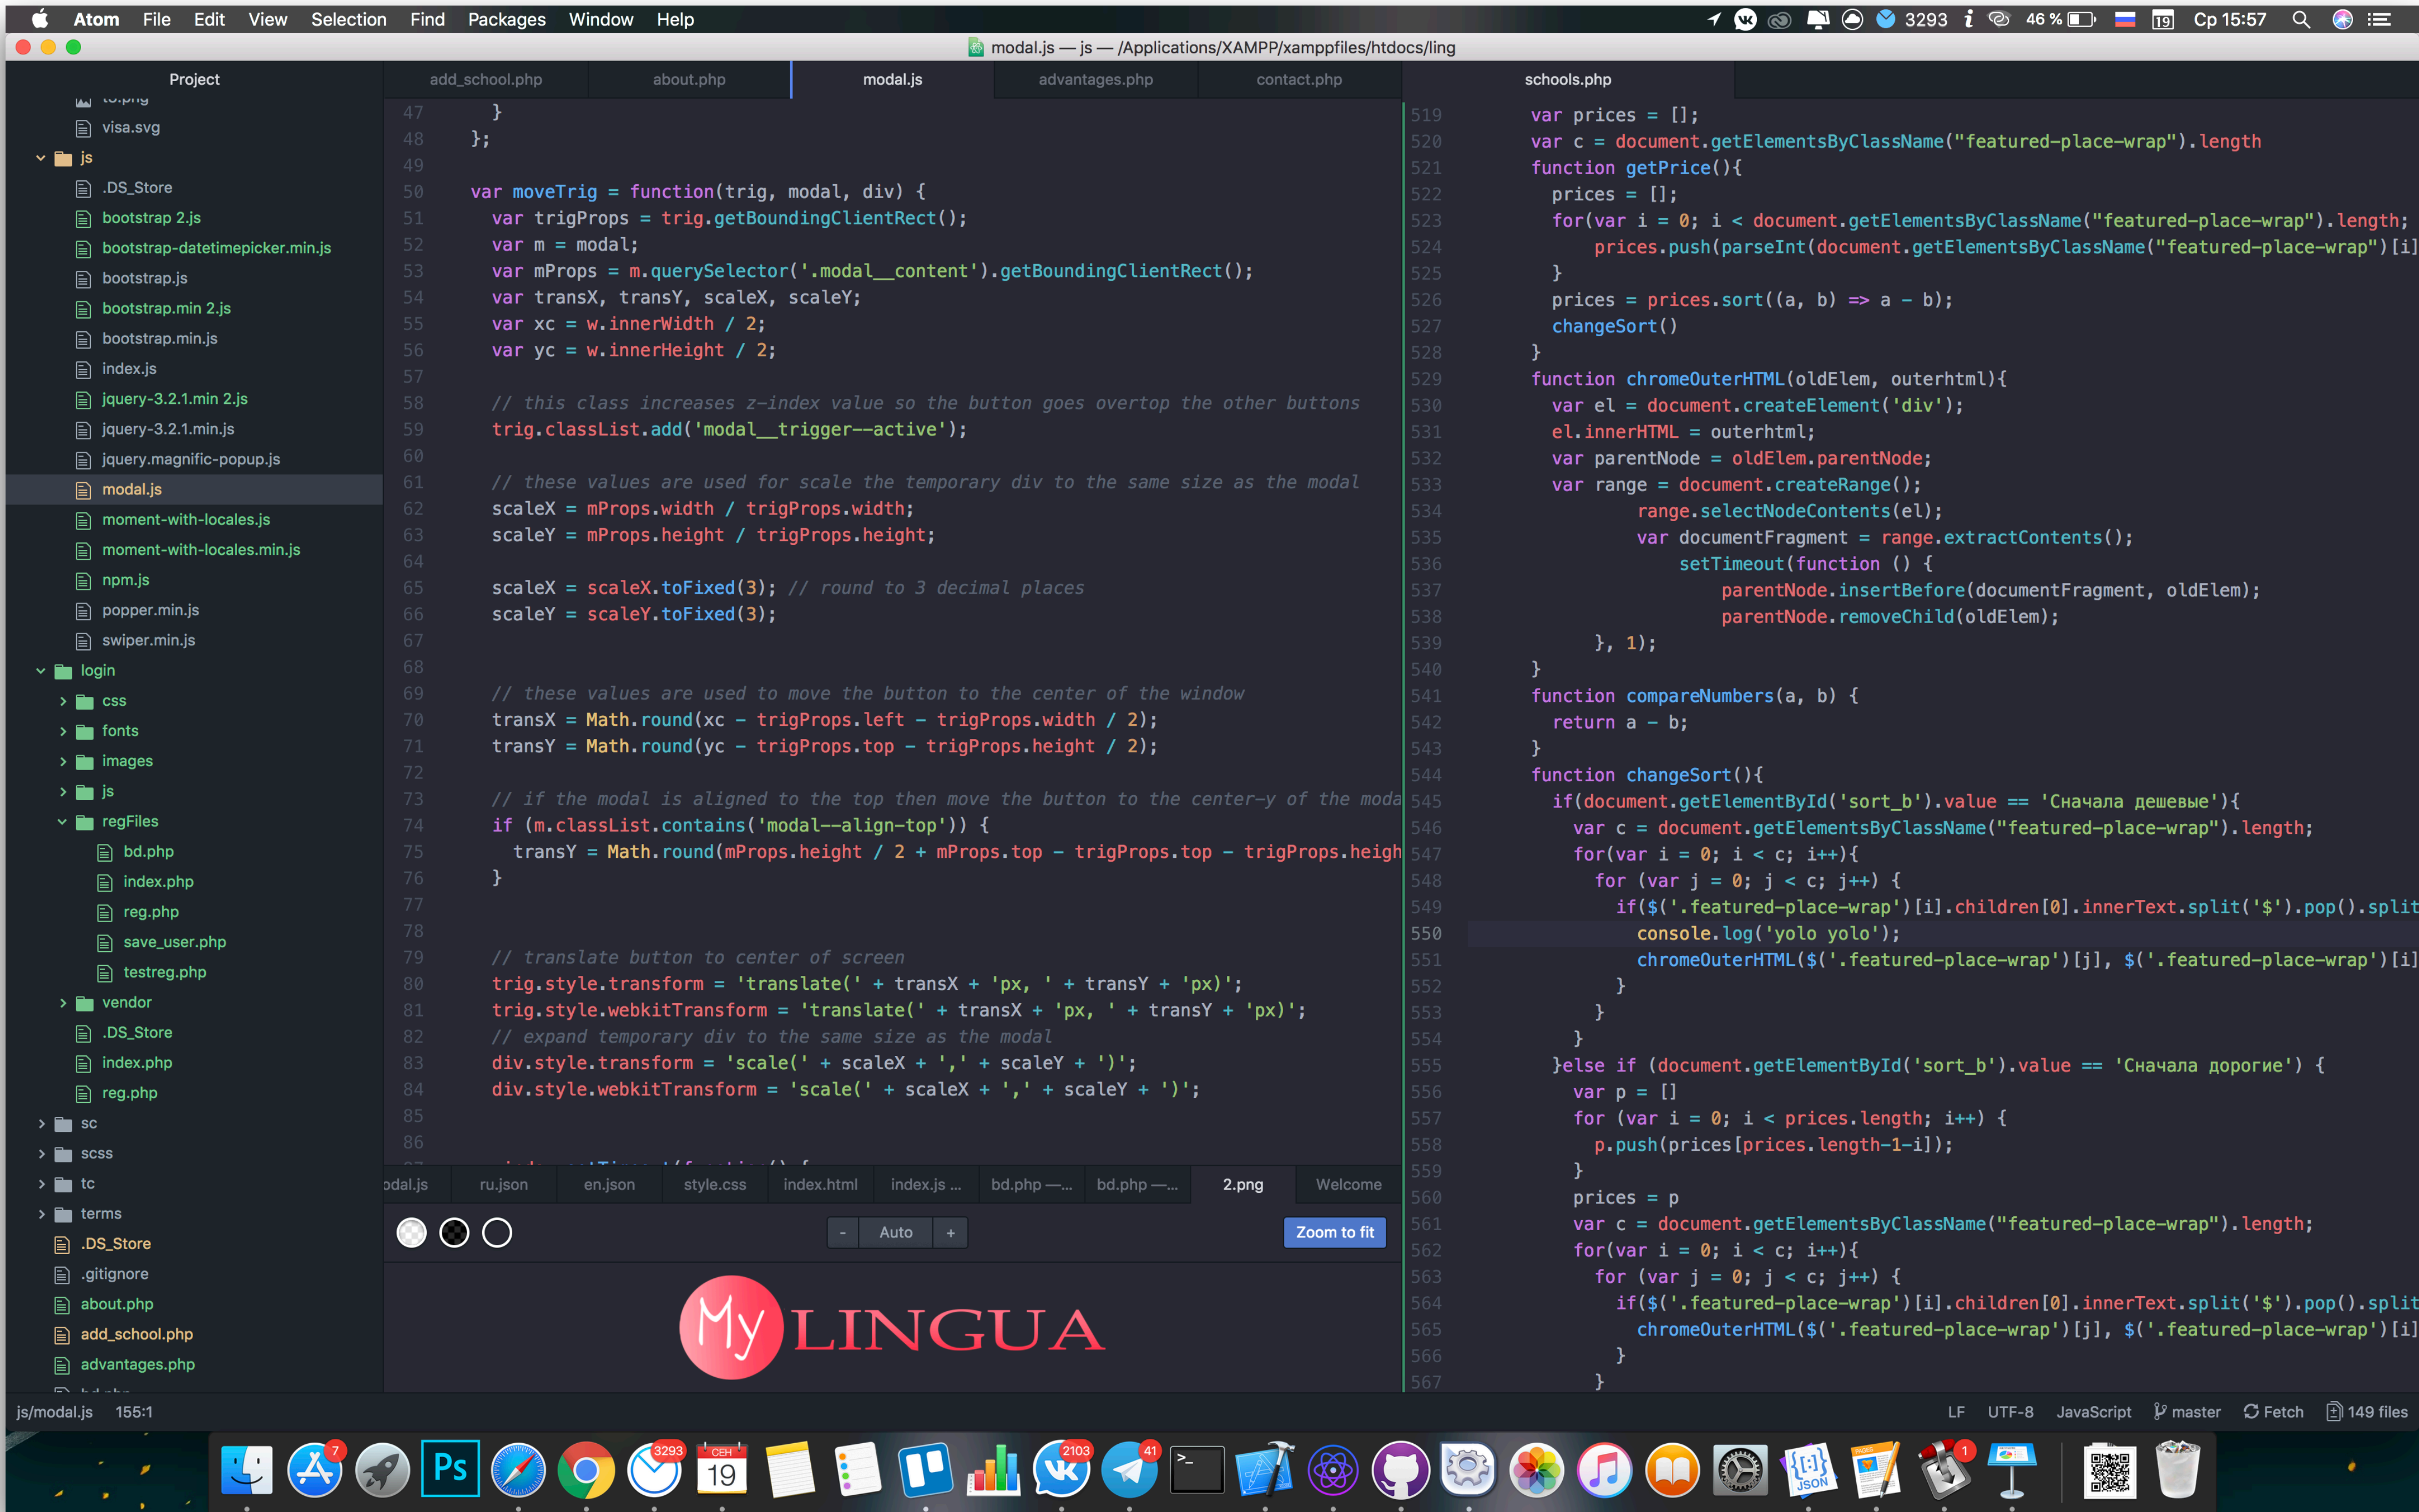 Atom File Edit View Selection Find Packages Window Help 3293 46 % 19 Ср 15:57
modal.js — js — /Applications/XAMPP/xamppfiles/htdocs/ling
Project
visa.svg
js
.DS_Store
bootstrap 2.js
bootstrap-datetimepicker.min.js
bootstrap.js
bootstrap.min 2.js
bootstrap.min.js
index.js
jquery-3.2.1.min 2.js
jquery-3.2.1.min.js
jquery.magnific-popup.js
modal.js
moment-with-locales.js
moment-with-locales.min.js
npm.js
popper.min.js
swiper.min.js
login
css
fonts
images
js
regFiles
bd.php
index.php
reg.php
save_user.php
testreg.php
vendor
.DS_Store
index.php
reg.php
sc
scss
tc
terms
.DS_Store
.gitignore
about.php
add_school.php
advantages.php
add_school.php about.php modal.js advantages.php contact.php
47 }
48 };
49
50 var moveTrig = function(trig, modal, div) {
51 var trigProps = trig.getBoundingClientRect();
52 var m = modal;
53 var mProps = m.querySelector('.modal__content').getBoundingClientRect();
54 var transX, transY, scaleX, scaleY;
55 var xc = w.innerWidth / 2;
56 var yc = w.innerHeight / 2;
57
58 // this class increases z-index value so the button goes overtop the other buttons
59 trig.classList.add('modal__trigger--active');
60
61 // these values are used for scale the temporary div to the same size as the modal
62 scaleX = mProps.width / trigProps.width;
63 scaleY = mProps.height / trigProps.height;
64
65 scaleX = scaleX.toFixed(3); // round to 3 decimal places
66 scaleY = scaleY.toFixed(3);
67
68
69 // these values are used to move the button to the center of the window
70 transX = Math.round(xc - trigProps.left - trigProps.width / 2);
71 transY = Math.round(yc - trigProps.top - trigProps.height / 2);
72
73 // if the modal is aligned to the top then move the button to the center-y of the moda
74 if (m.classList.contains('modal--align-top')) {
75 transY = Math.round(mProps.height / 2 + mProps.top - trigProps.top - trigProps.heigh
76 }
77
78
79 // translate button to center of screen
80 trig.style.transform = 'translate(' + transX + 'px, ' + transY + 'px)';
81 trig.style.webkitTransform = 'translate(' + transX + 'px, ' + transY + 'px)';
82 // expand temporary div to the same size as the modal
83 div.style.transform = 'scale(' + scaleX + ',' + scaleY + ')';
84 div.style.webkitTransform = 'scale(' + scaleX + ',' + scaleY + ')';
85
86
odal.js ru.json en.json style.css index.html index.js ... bd.php —... bd.php —... 2.png Welcome
- Auto + Zoom to fit
My LINGUA
schools.php
519 var prices = [];
520 var c = document.getElementsByClassName("featured-place-wrap").length
521 function getPrice(){
522 prices = [];
523 for(var i = 0; i < document.getElementsByClassName("featured-place-wrap").length;
524 prices.push(parseInt(document.getElementsByClassName("featured-place-wrap")[i]
525 }
526 prices = prices.sort((a, b) => a - b);
527 changeSort()
528 }
529 function chromeOuterHTML(oldElem, outerhtml){
530 var el = document.createElement('div');
531 el.innerHTML = outerhtml;
532 var parentNode = oldElem.parentNode;
533 var range = document.createRange();
534 range.selectNodeContents(el);
535 var documentFragment = range.extractContents();
536 setTimeout(function () {
537 parentNode.insertBefore(documentFragment, oldElem);
538 parentNode.removeChild(oldElem);
539 }, 1);
540 }
541 function compareNumbers(a, b) {
542 return a - b;
543 }
544 function changeSort(){
545 if(document.getElementById('sort_b').value == 'Сначала дешевые'){
546 var c = document.getElementsByClassName("featured-place-wrap").length;
547 for(var i = 0; i < c; i++){
548 for (var j = 0; j < c; j++) {
549 if($('.featured-place-wrap')[i].children[0].innerText.split('$').pop().split
550 console.log('yolo yolo');
551 chromeOuterHTML($('.featured-place-wrap')[j], $('.featured-place-wrap')[i]
552 }
553 }
554 }
555 }else if (document.getElementById('sort_b').value == 'Сначала дорогие') {
556 var p = []
557 for (var i = 0; i < prices.length; i++) {
558 p.push(prices[prices.length-1-i]);
559 }
560 prices = p
561 var c = document.getElementsByClassName("featured-place-wrap").length;
562 for(var i = 0; i < c; i++){
563 for (var j = 0; j < c; j++) {
564 if($('.featured-place-wrap')[i].children[0].innerText.split('$').pop().split
565 chromeOuterHTML($('.featured-place-wrap')[j], $('.featured-place-wrap')[i]
566 }
567 }
js/modal.js 155:1 LF UTF-8 JavaScript master Fetch 149 files
7 Ps 3293 СЕН 19 2103 41 >_ {:} JSON PAGES 1